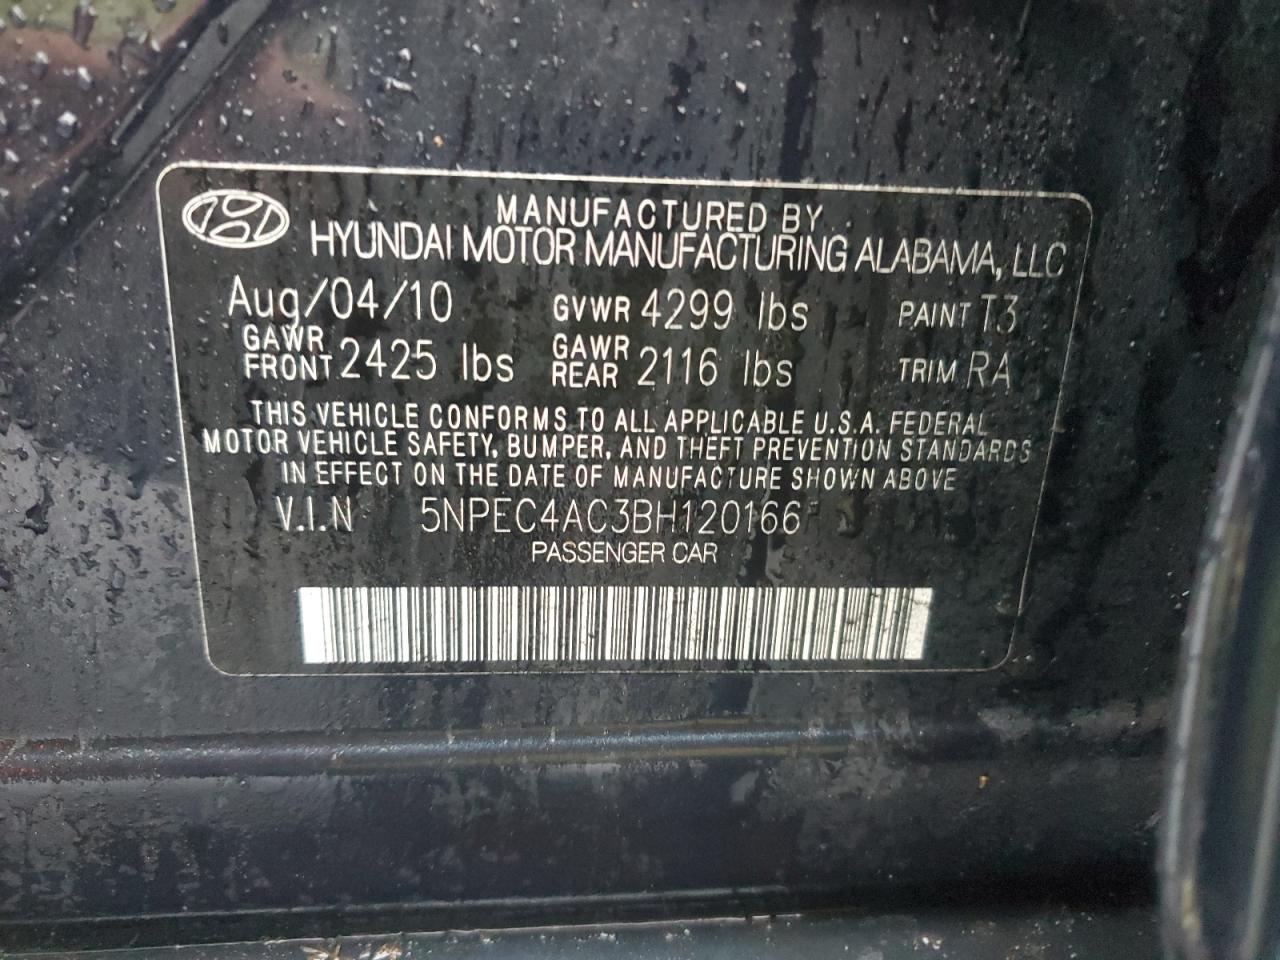 MANUFACTURED BY
HYUNDAI MOTOR MANUFACTURING ALABAMA, LLC
Aug/04/10 GVWR 4299 lbs PAINT T3
GAWR FRONT 2425 lbs GAWR REAR 2116 lbs TRIM RA
THIS VEHICLE CONFORMS TO ALL APPLICABLE U.S.A. FEDERAL
MOTOR VEHICLE SAFETY, BUMPER, AND THEFT PREVENTION STANDARDS
IN EFFECT ON THE DATE OF MANUFACTURE SHOWN ABOVE
V.I.N 5NPEC4AC3BH120166
PASSENGER CAR